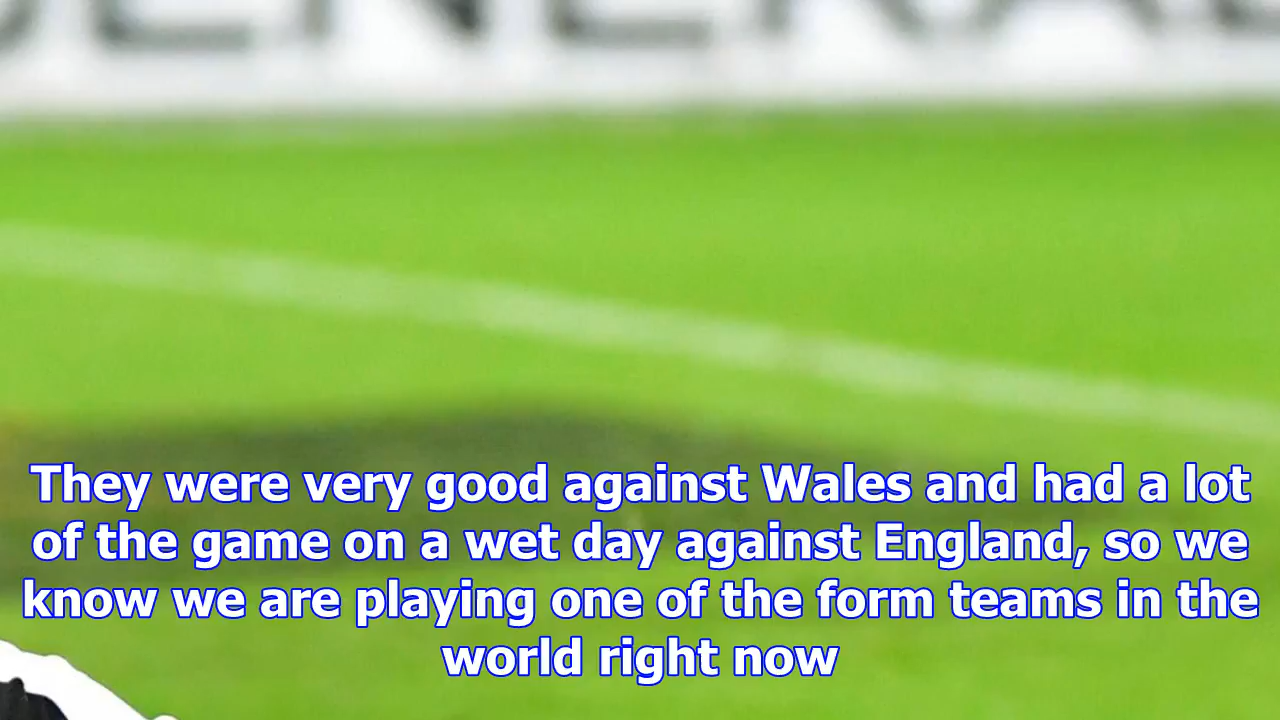 They were very good against Wales and had a lot
of the game on a wet day against England, so we
know we are playing one of the form teams in the
world right now